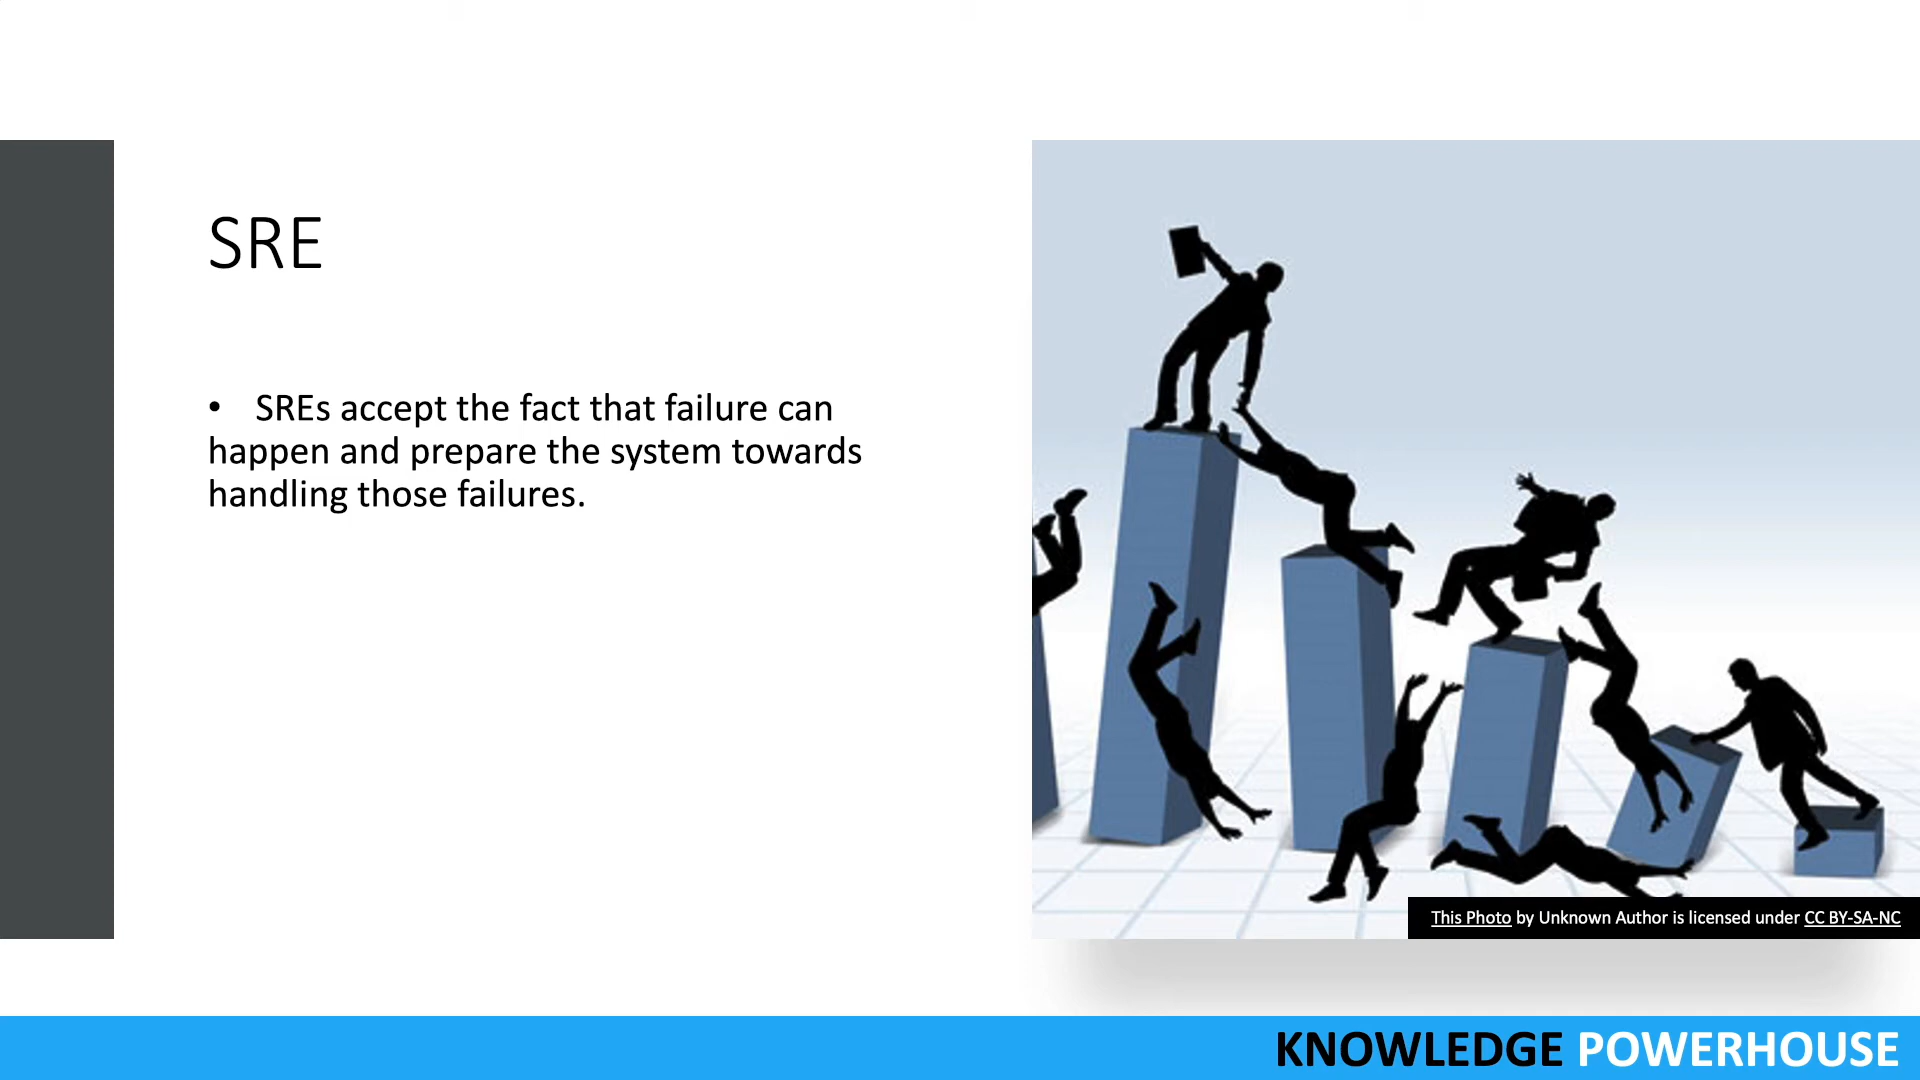 SRE
• SREs accept the fact that failure can
happen and prepare the system towards
handling those failures.
This Photo by Unknown Author is licensed under CC BY-SA-NC
KNOWLEDGE POWERHOUSE